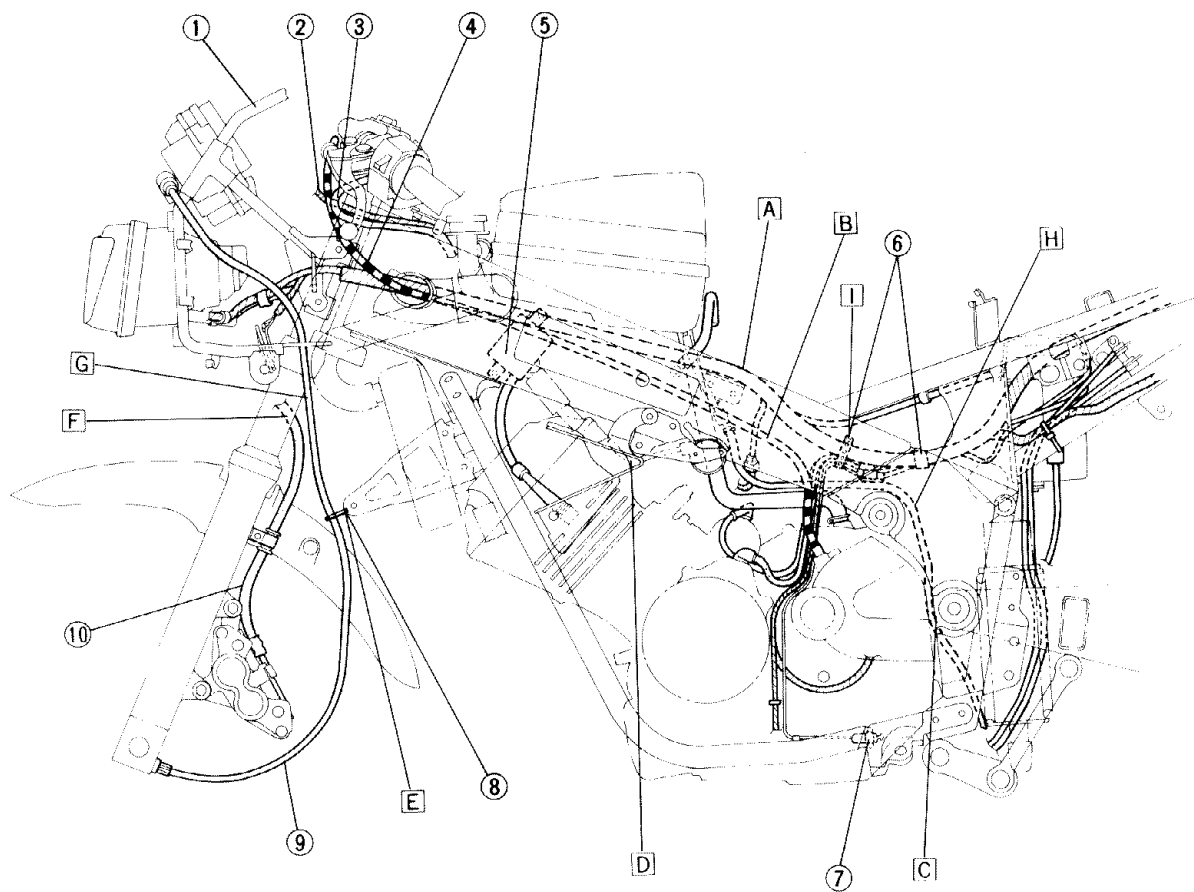 ① ② ③ ④ ⑤
A B ⑥ H
I
G
F
⑩
⑧
E
⑨ D ⑦ C